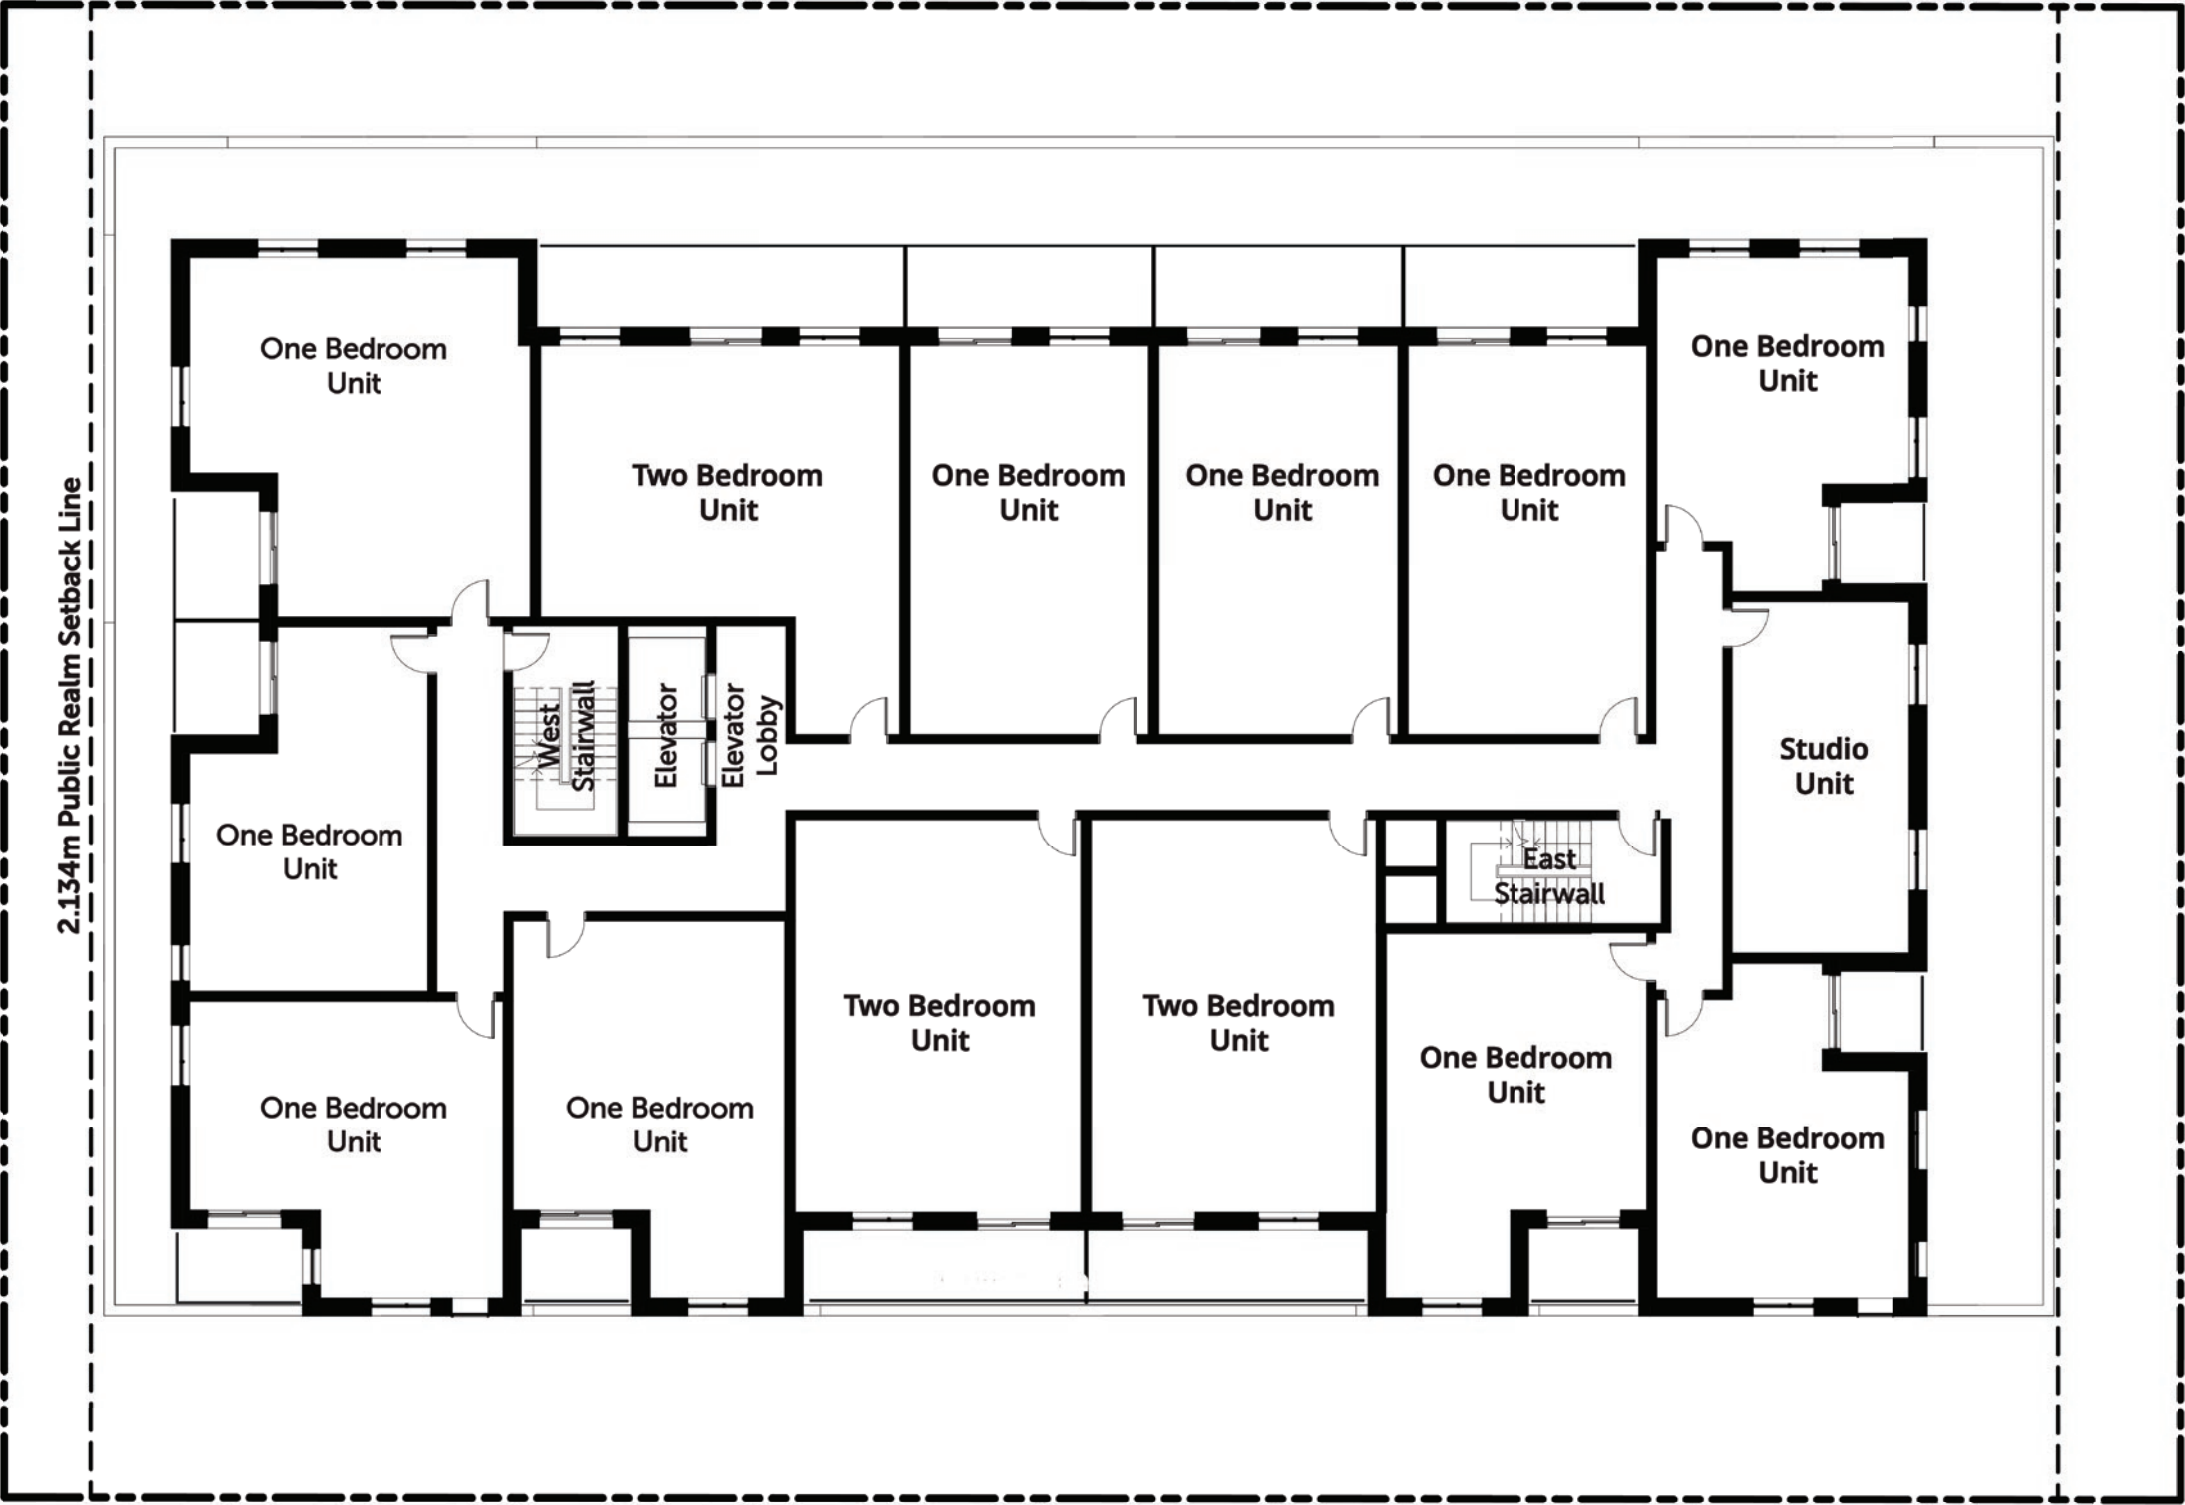 One Bedroom
Unit
One Bedroom
Unit
Two Bedroom
Unit
One Bedroom
Unit
One Bedroom
Unit
One Bedroom
Unit
2.134m Public Realm Setback Line
West
Stairwall
Elevator
Elevator
Lobby
Studio
Unit
One Bedroom
Unit
East
Stairwall
Two Bedroom
Unit
Two Bedroom
Unit
One Bedroom
Unit
One Bedroom
Unit
One Bedroom
Unit
One Bedroom
Unit